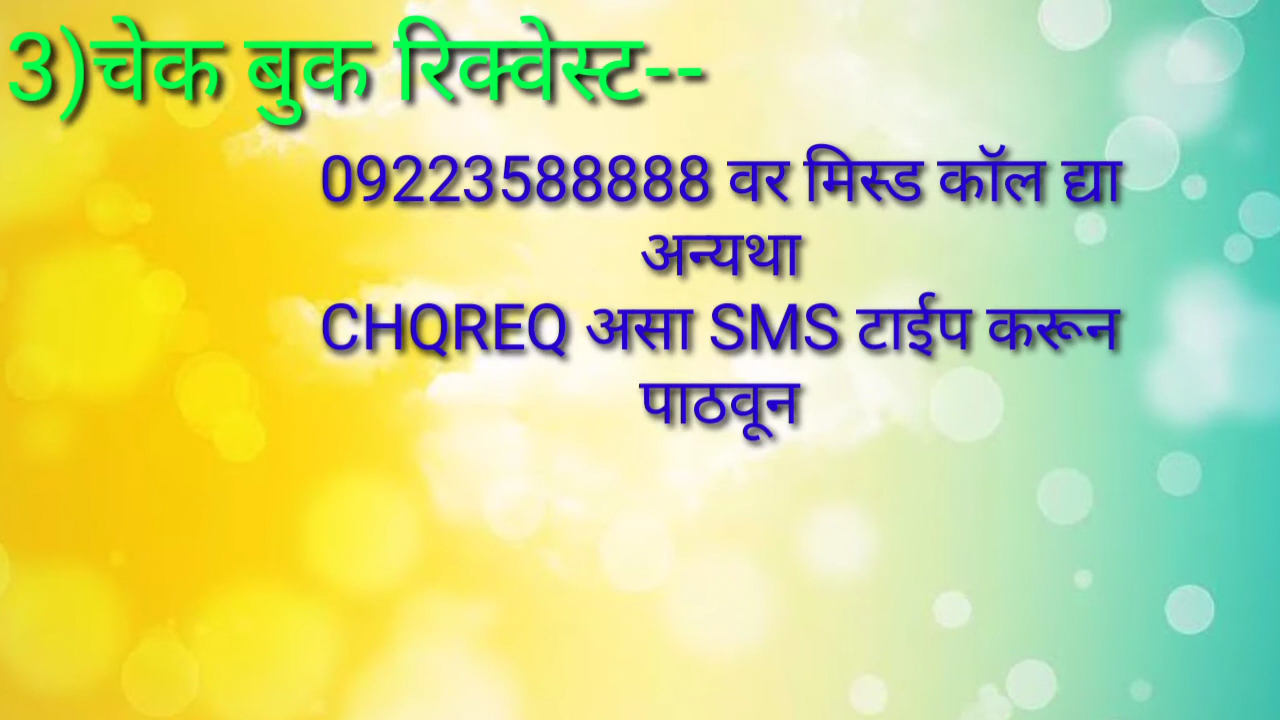 3)चेक बुक रिक्वेस्ट--
09223588888 वर मिस्ड कॉल द्या
अन्यथा
CHQREQ असा SMS टाईप करून
पाठवून